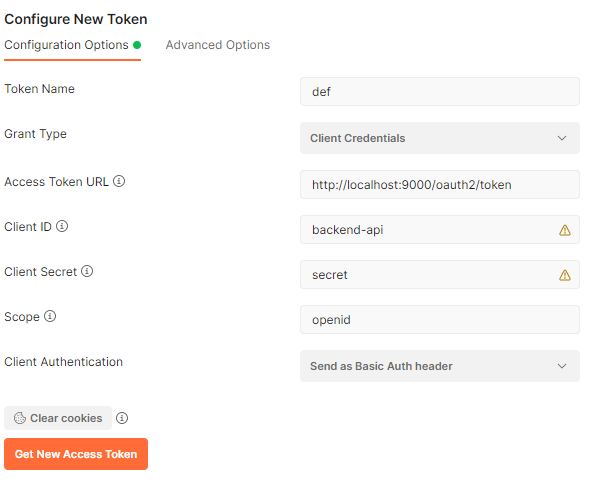 Configure New Token
Configuration Options Advanced Options
Token Name def
Grant Type Client Credentials
Access Token URL http://localhost:9000/oauth2/token
Client ID backend-api
Client Secret secret
Scope openid
Client Authentication Send as Basic Auth header
Clear cookies
Get New Access Token